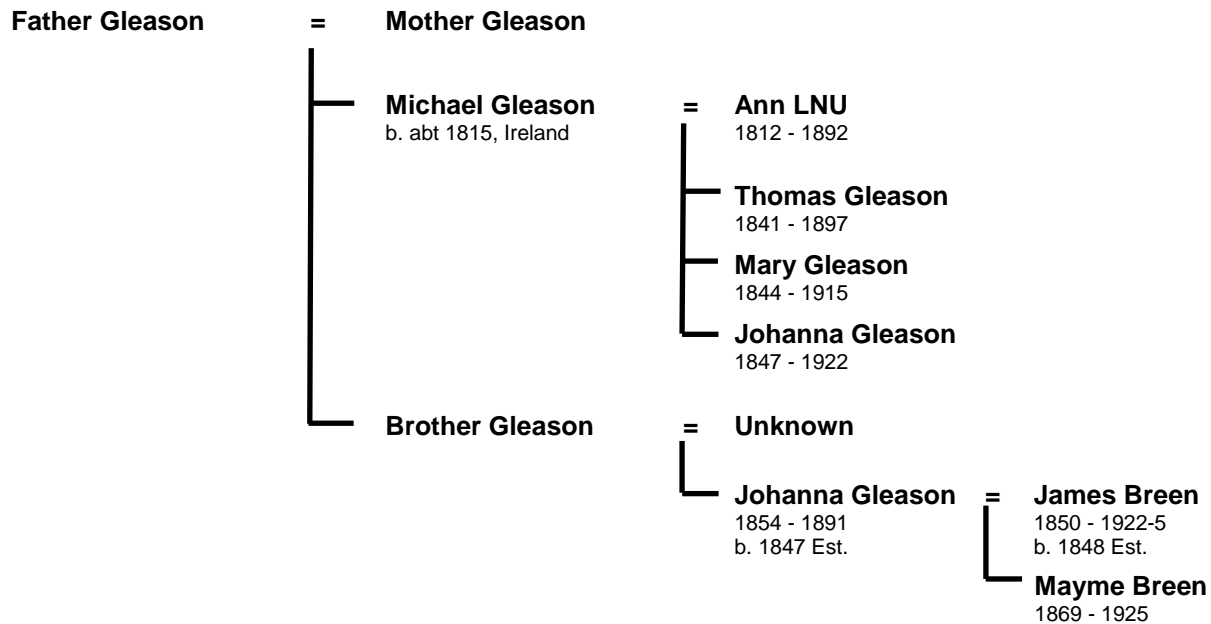 Father Gleason = Mother Gleason
Michael Gleason = Ann LNU
b. abt 1815, Ireland 1812 - 1892
Thomas Gleason
1841 - 1897
Mary Gleason
1844 - 1915
Johanna Gleason
1847 - 1922
Brother Gleason = Unknown
Johanna Gleason = James Breen
1854 - 1891 1850 - 1922-5
b. 1847 Est. b. 1848 Est.
Mayme Breen
1869 - 1925